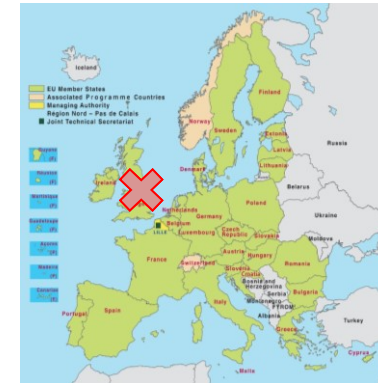 Iceland
EU Member States
Associated Programme Countries
Managing Authority
Région Nord – Pas de Calais
Joint Technical Secretariat
Norway
Sweden
Finland
Russia
Estonia
Latvia
Lithuania
Denmark
Ireland
Belarus
Netherlands
Poland
Belgium
Germany
Lille
Luxembourg
Ukraine
Czech
Republic
Slovakia
France
Austria
Hungary
Moldova
Switzerland
Slovenia
Croatia
Romania
Bosnia and
Herzegovina
Serbia
Montenegro
Bulgaria
FYROM
Albania
Italy
Portugal
Spain
Turkey
Greece
Malta
Cyprus
Guyane
Réunion
Martinique
Guadeloupe
Açores
Madeira
Canarias